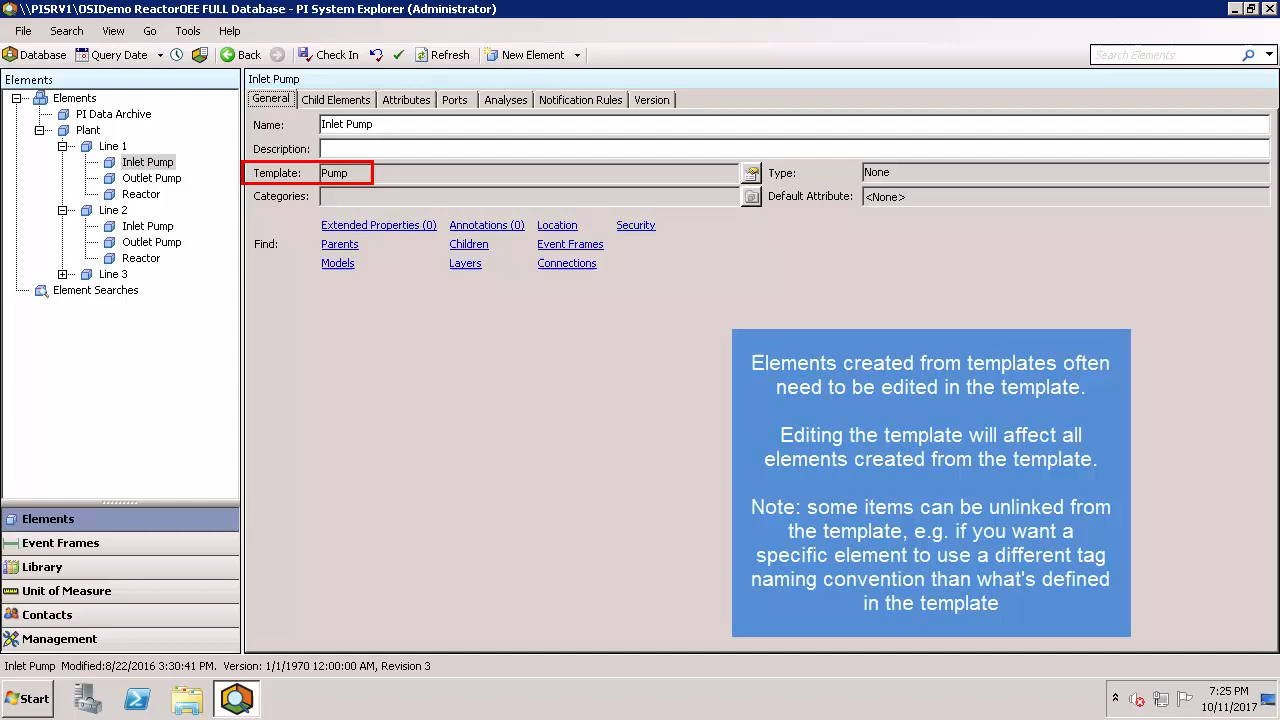 \\PISRV1\OSIDemo ReactorOEE FULL Database - PI System Explorer (Administrator)
File Search View Go Tools Help
Database Query Date Back Check In Refresh New Element Search Elements
Elements
Elements
PI Data Archive
Plant
Line 1
Inlet Pump
Outlet Pump
Reactor
Line 2
Inlet Pump
Outlet Pump
Reactor
Line 3
Element Searches
Elements
Event Frames
Library
Unit of Measure
Contacts
Management
Inlet Pump
General Child Elements Attributes Ports Analyses Notification Rules Version
Name: Inlet Pump
Description:
Template: Pump Type: None
Categories: Default Attribute: <None>
Extended Properties (0) Annotations (0) Location Security
Find: Parents Children Event Frames
Models Layers Connections
Elements created from templates often
need to be edited in the template.
Editing the template will affect all
elements created from the template.
Note: some items can be unlinked from
the template, e.g. if you want a
specific element to use a different tag
naming convention than what's defined
in the template
Inlet Pump Modified:8/22/2016 3:30:41 PM. Version: 1/1/1970 12:00:00 AM, Revision 3
Start
7:25 PM
10/11/2017